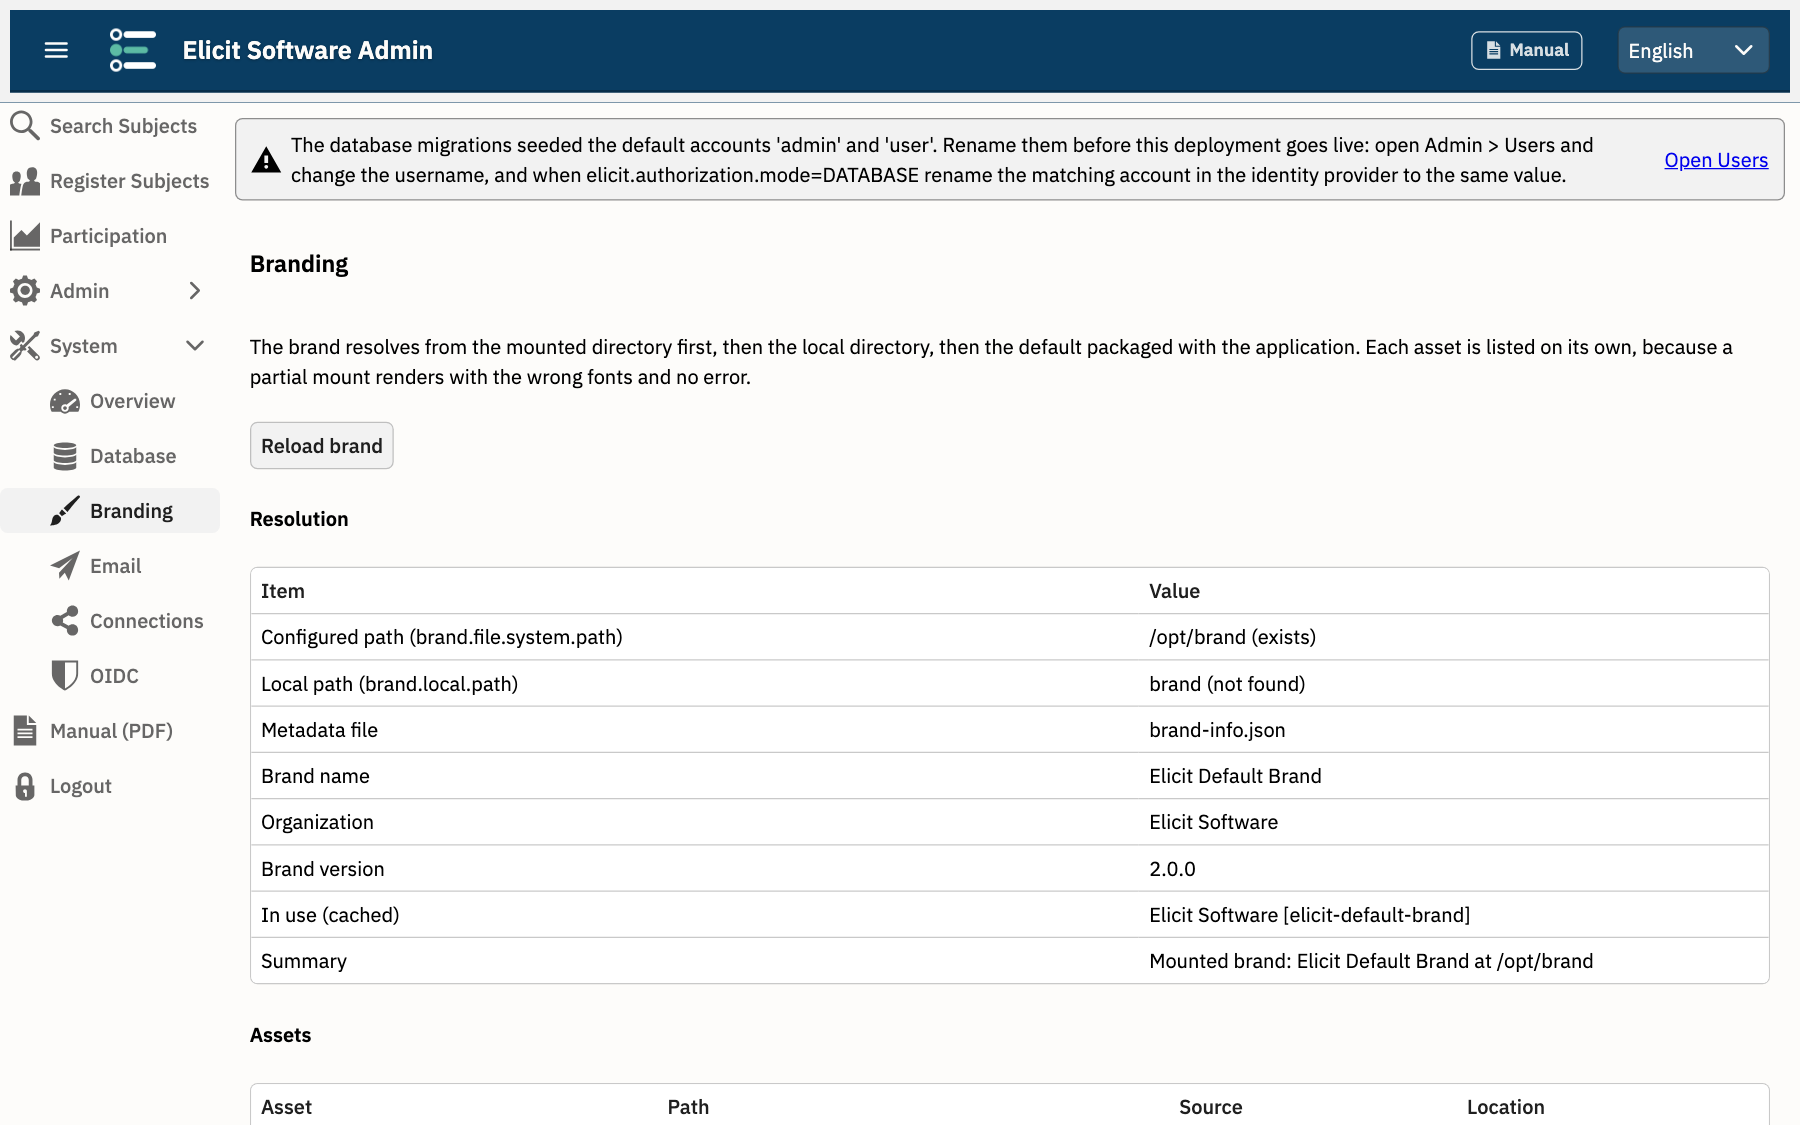 Elicit Software Admin
Manual
English
Search Subjects
Register Subjects
Participation
Admin
System
Overview
Database
Branding
Email
Connections
OIDC
Manual (PDF)
Logout
The database migrations seeded the default accounts 'admin' and 'user'. Rename them before this deployment goes live: open Admin > Users and
change the username, and when elicit.authorization.mode=DATABASE rename the matching account in the identity provider to the same value.
Open Users
Branding
The brand resolves from the mounted directory first, then the local directory, then the default packaged with the application. Each asset is listed on its own, because a
partial mount renders with the wrong fonts and no error.
Reload brand
Resolution
Item Value
Configured path (brand.file.system.path) /opt/brand (exists)
Local path (brand.local.path) brand (not found)
Metadata file brand-info.json
Brand name Elicit Default Brand
Organization Elicit Software
Brand version 2.0.0
In use (cached) Elicit Software [elicit-default-brand]
Summary Mounted brand: Elicit Default Brand at /opt/brand
Assets
Asset Path Source Location